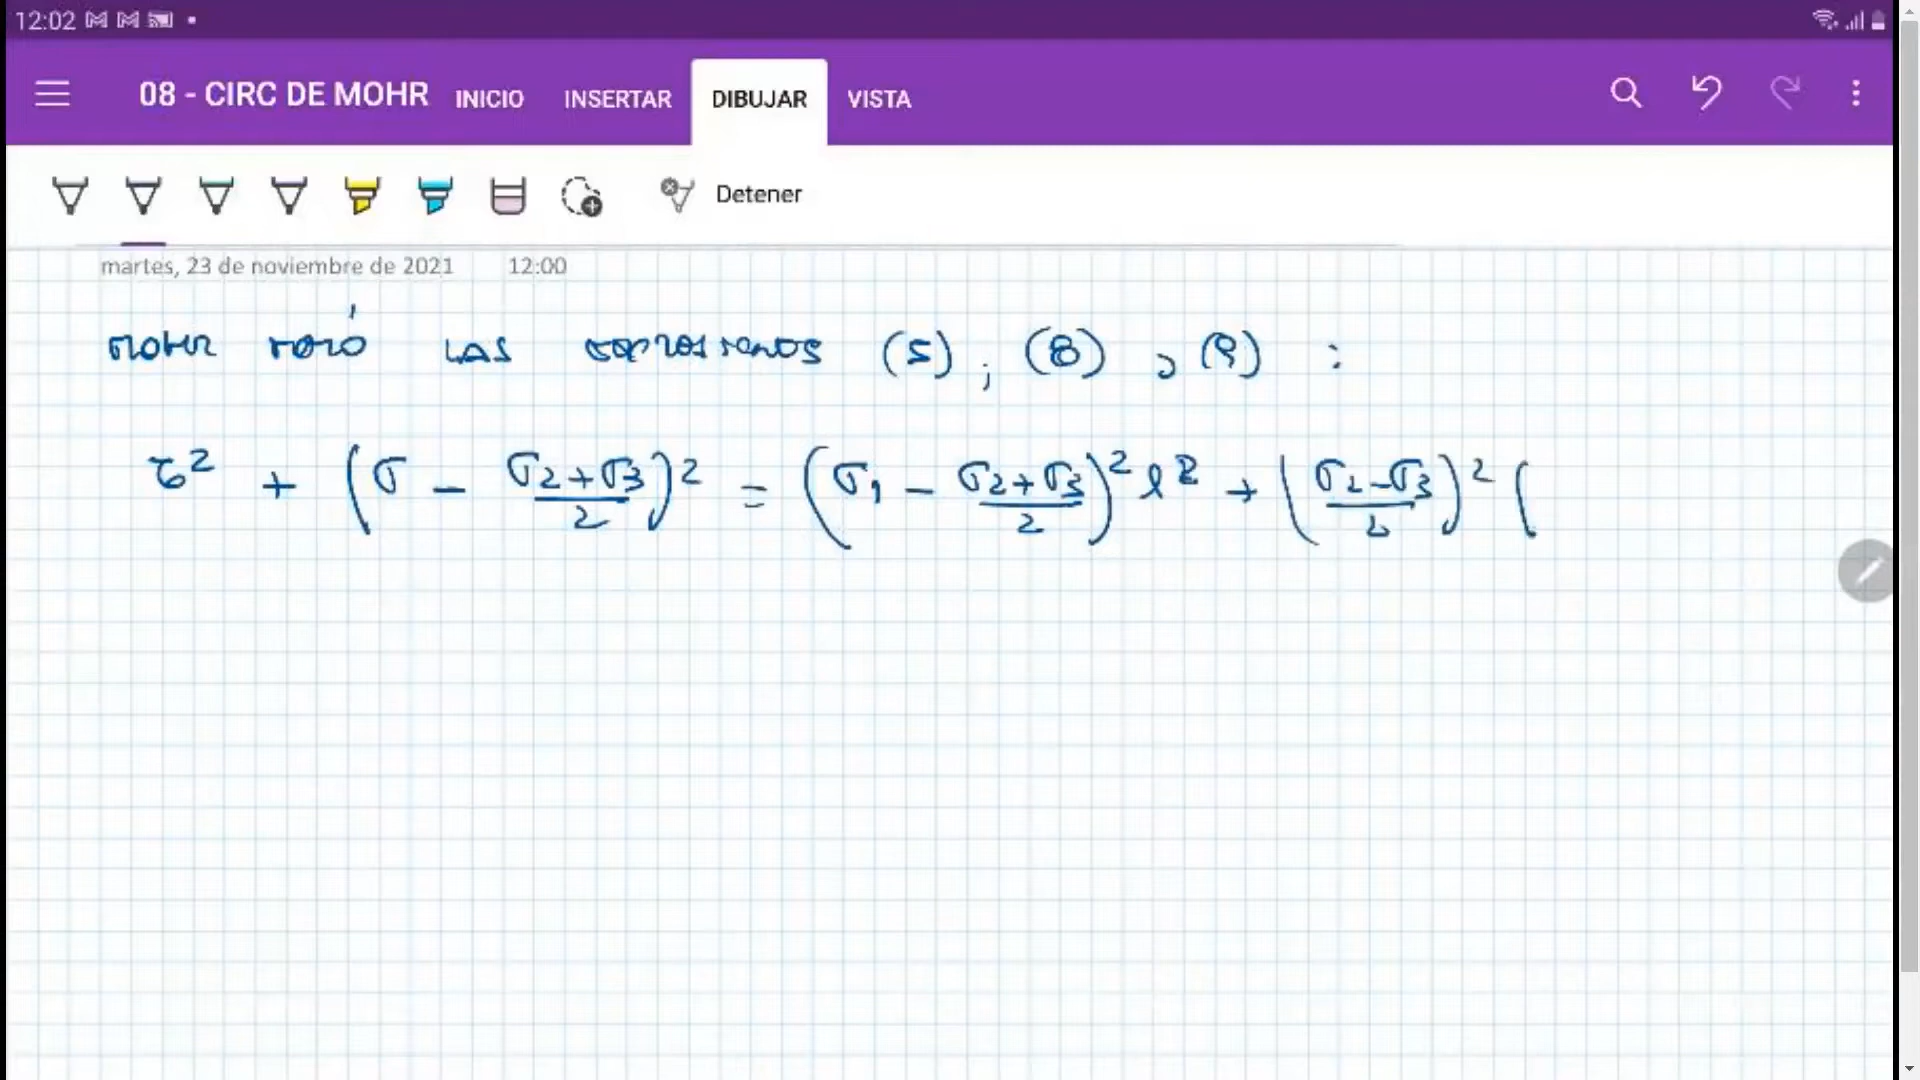 12:02
08 - CIRC DE MOHR INICIO INSERTAR DIBUJAR VISTA
Detener
martes, 23 de noviembre de 2021 12:00
MOHR TOMÓ LAS EXPRESIONES (5); (8), (9) :
τ² + (σ - (σ2+σ3)/2)² = (σ1 - (σ2+σ3)/2)² l² + ((σ2-σ3)/2)² (